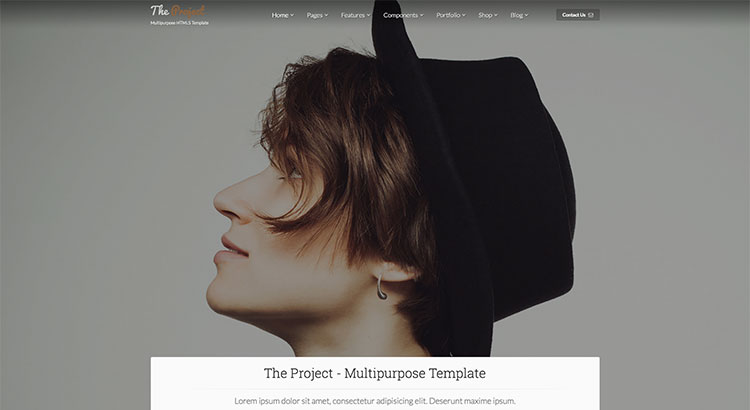 The Project
Multipurpose HTML5 Template
Home Pages Features Components Portfolio Shop Blog Contact Us
The Project - Multipurpose Template
Lorem ipsum dolor sit amet, consectetur adipisicing elit. Deserunt maxime ipsum.